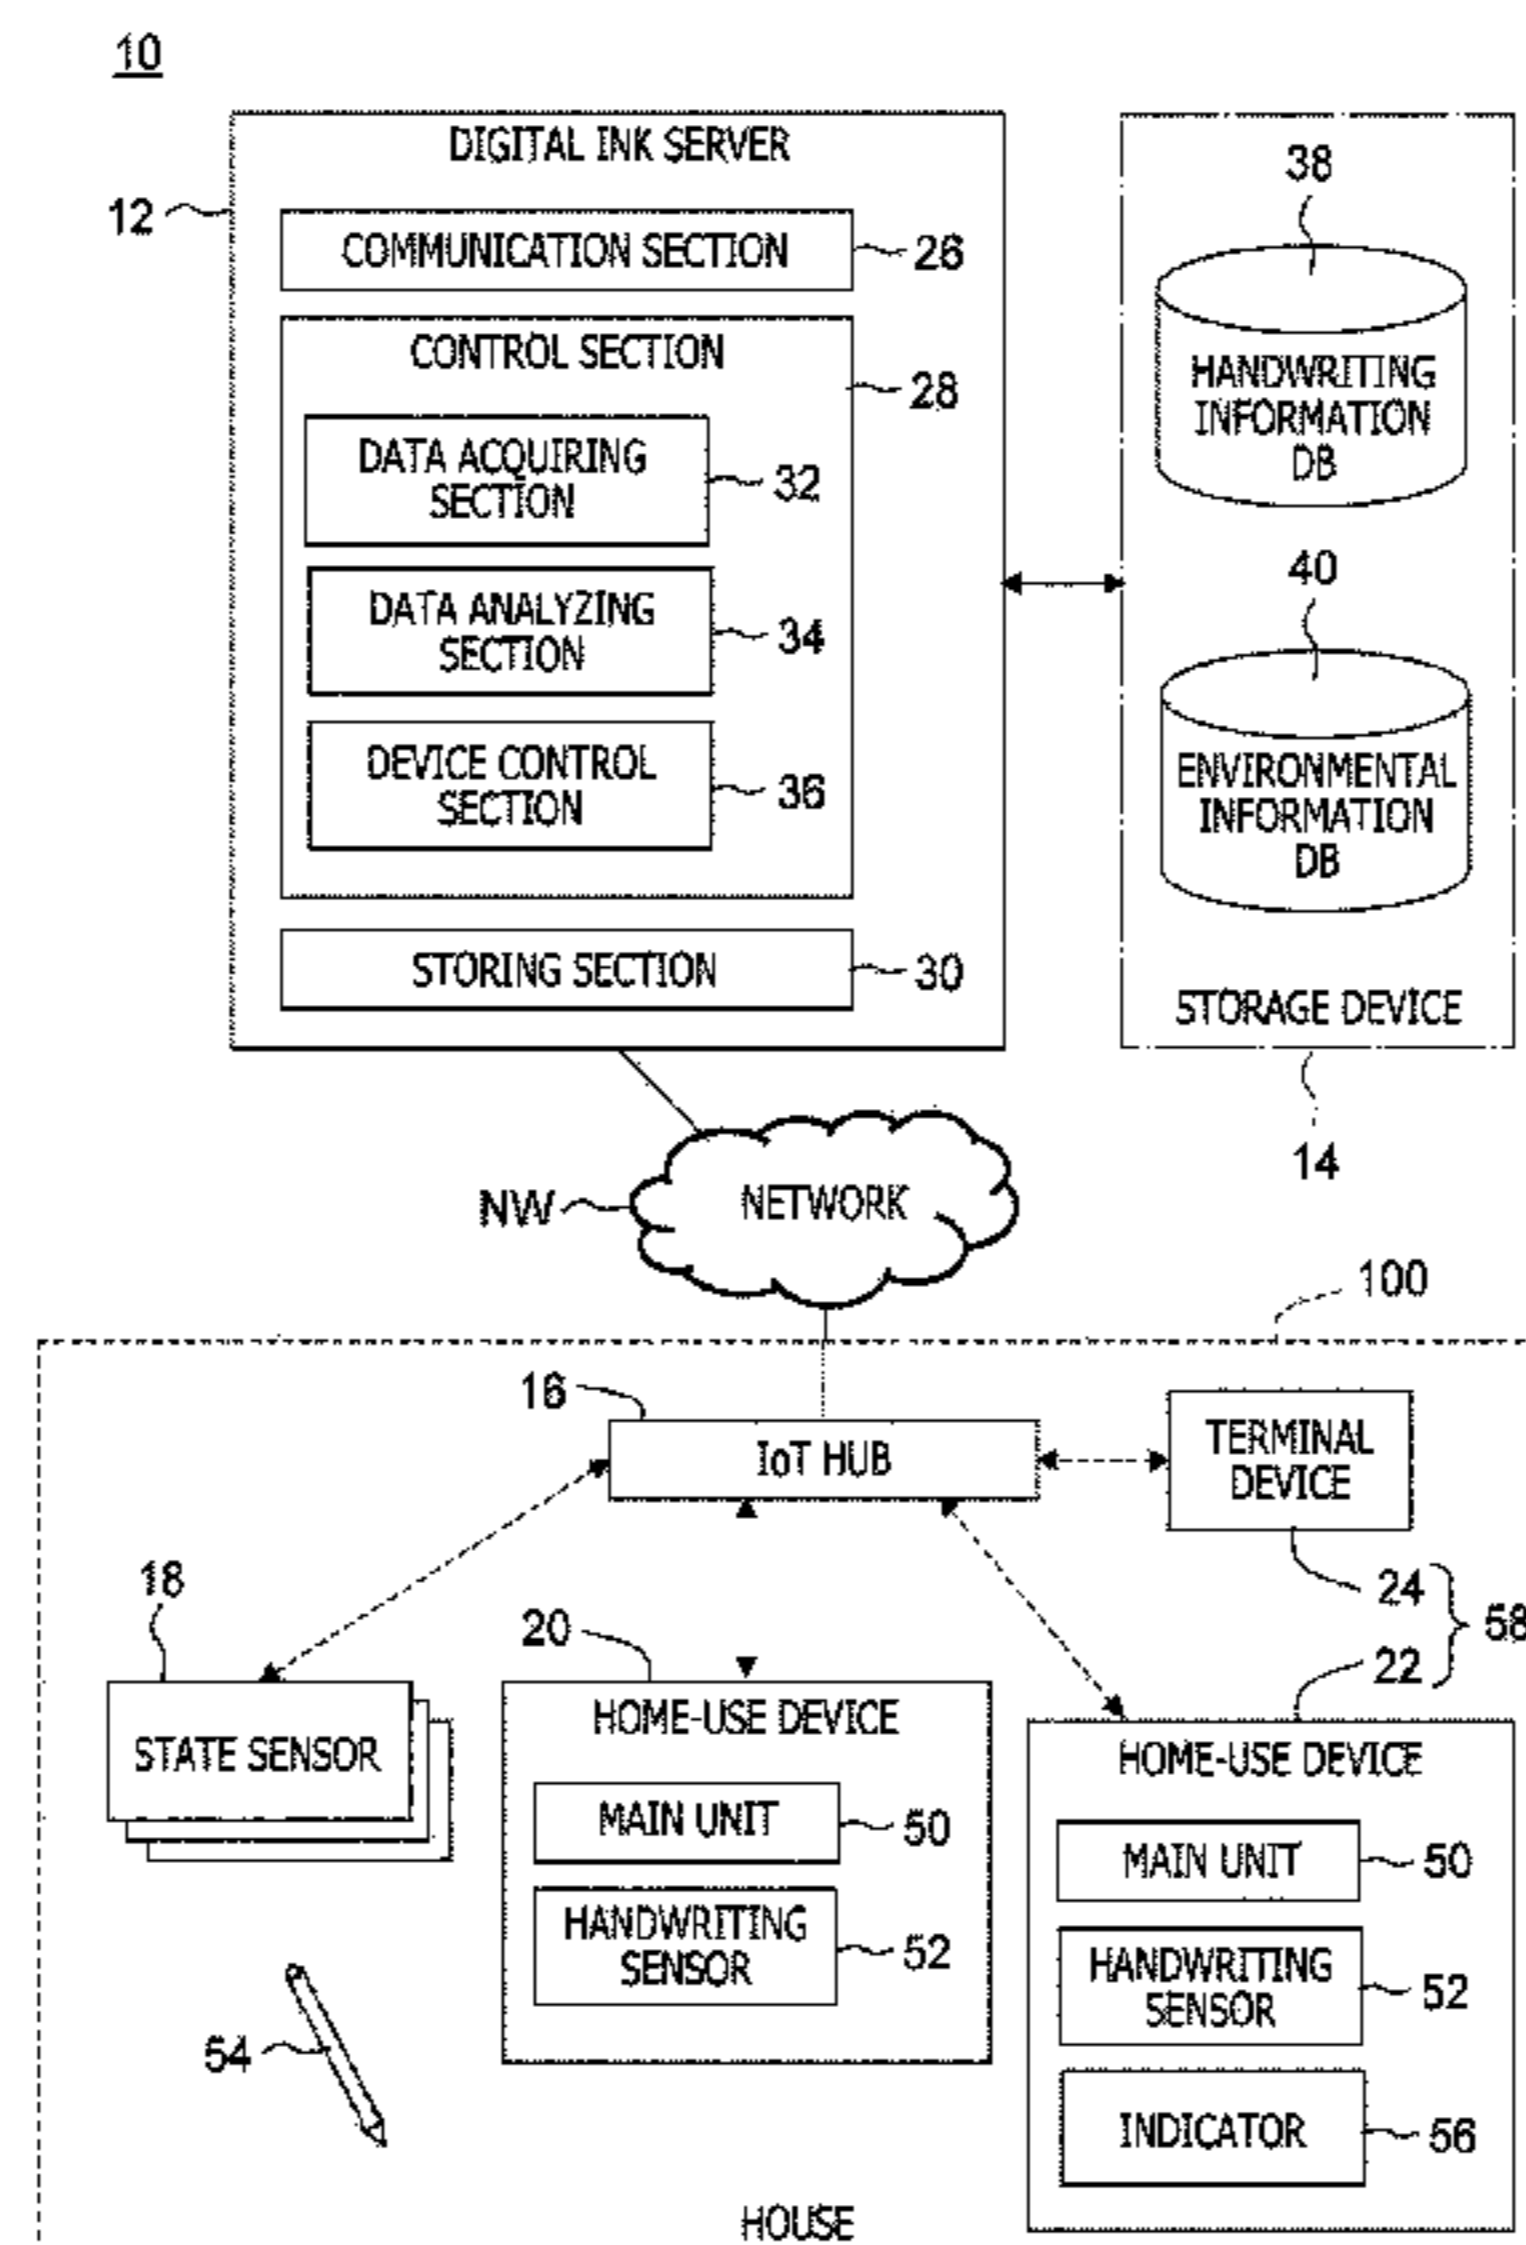 10
DIGITAL INK SERVER
12
COMMUNICATION SECTION
26
CONTROL SECTION
28
DATA ACQUIRING
SECTION
32
DATA ANALYZING
SECTION
34
DEVICE CONTROL
SECTION
36
STORING SECTION
30
38
HANDWRITING
INFORMATION
DB
40
ENVIRONMENTAL
INFORMATION
DB
STORAGE DEVICE
14
NW
NETWORK
100
16
IoT HUB
TERMINAL
DEVICE
24
58
22
18
STATE SENSOR
20
HOME-USE DEVICE
MAIN UNIT
50
HANDWRITING
SENSOR
52
HOME-USE DEVICE
MAIN UNIT
50
HANDWRITING
SENSOR
52
INDICATOR
56
54
HOUSE